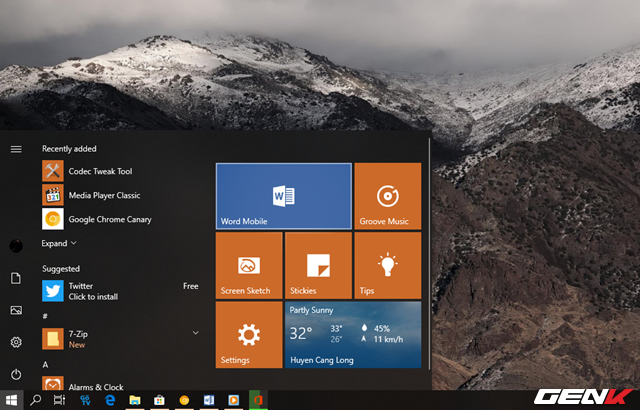 Recently added
Codec Tweak Tool
Media Player Classic
Google Chrome Canary
Expand
Suggested
Twitter
Click to install
Free
#
7-Zip
New
A
Alarms & Clock
Word Mobile
Groove Music
Screen Sketch
Stickies
Tips
Settings
Partly Sunny
32°
33°
26°
45%
11 km/h
Huyen Cang Long
GENK